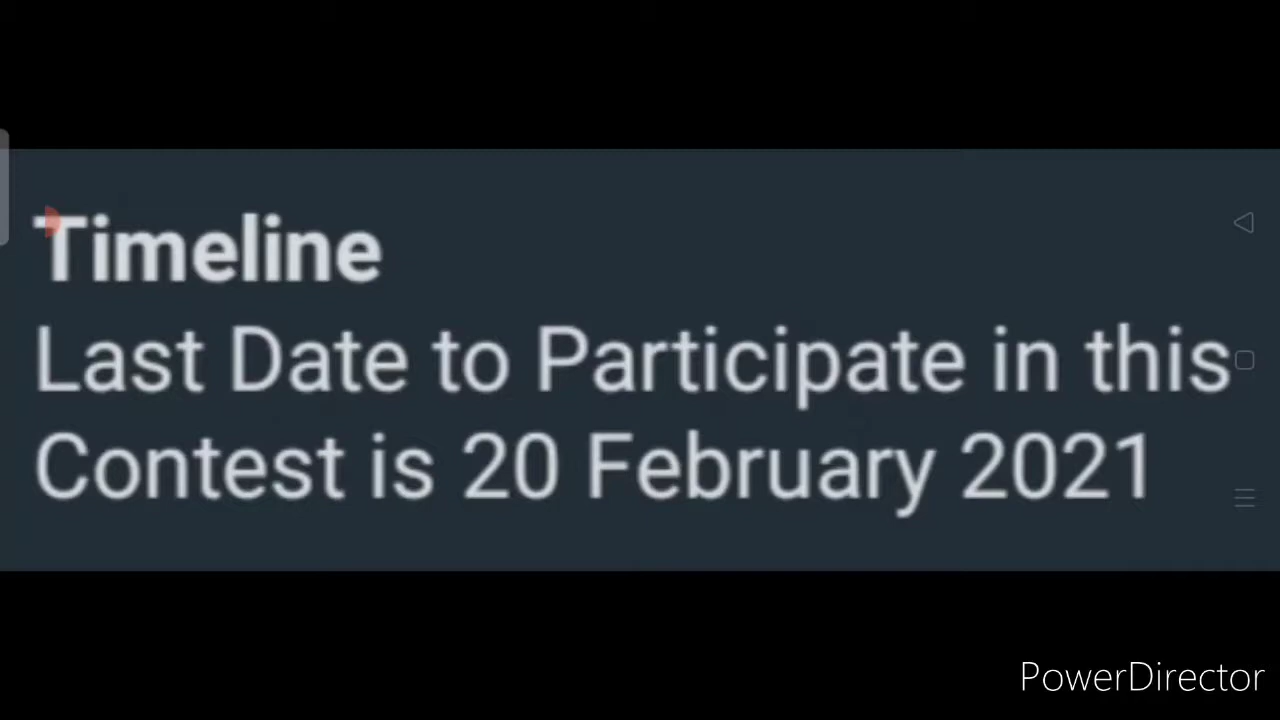 Timeline
Last Date to Participate in this
Contest is 20 February 2021
PowerDirector